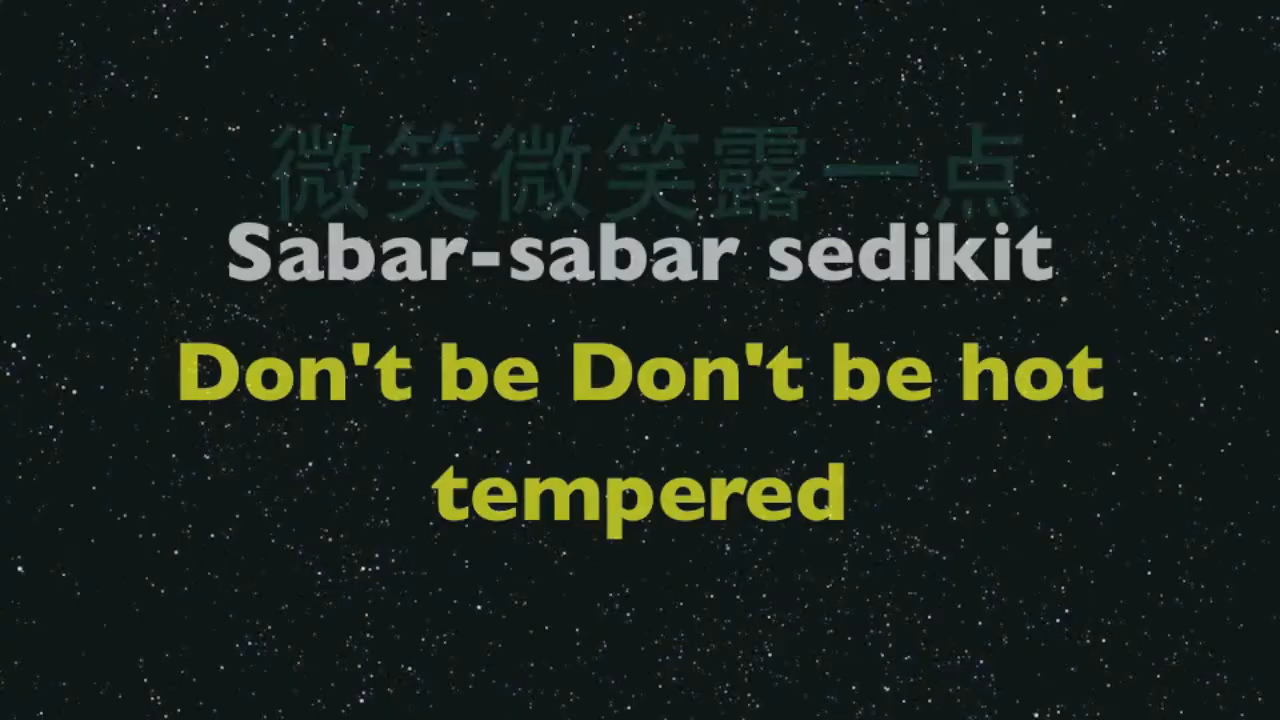 微笑微笑露一点
Sabar-sabar sedikit
Don't be Don't be hot
tempered